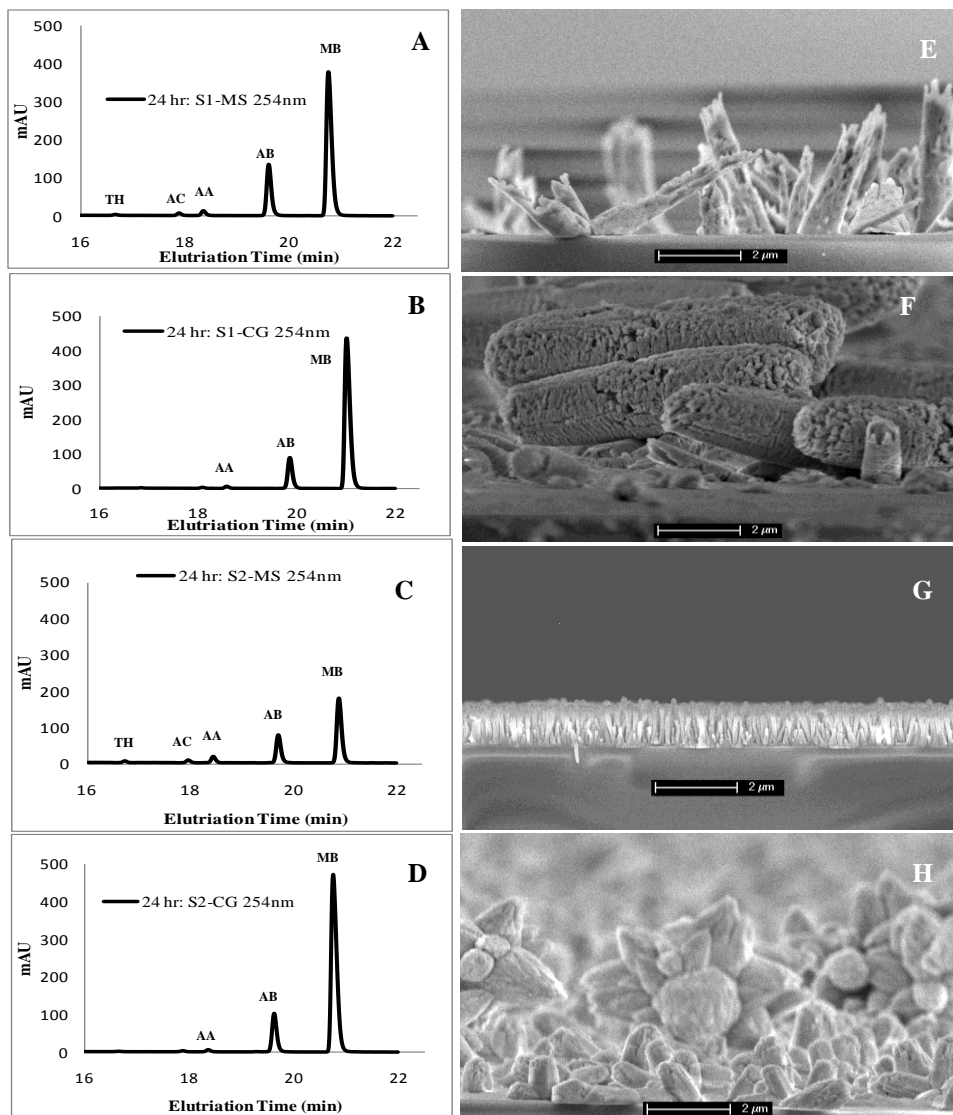 500
A
MB
400
24 hr: S1-MS 254nm
300
mAU
200
AB
100
TH
AC
AA
0
16
18
20
22
Elutriation Time (min)
E
2 µm
B
500
24 hr: S1-CG 254nm
400
MB
300
mAU
200
AB
100
AA
0
16
18
20
22
Elutriation Time (min)
F
2 µm
24 hr: S2-MS 254nm
C
500
400
300
mAU
MB
200
AB
100
TH
AC
AA
0
16
18
20
22
Elutriation Time (min)
G
2 µm
MB
D
500
24 hr: S2-CG 254nm
400
300
mAU
200
AB
100
AA
0
16
18
20
22
Elutriation Time (min)
H
2 µm